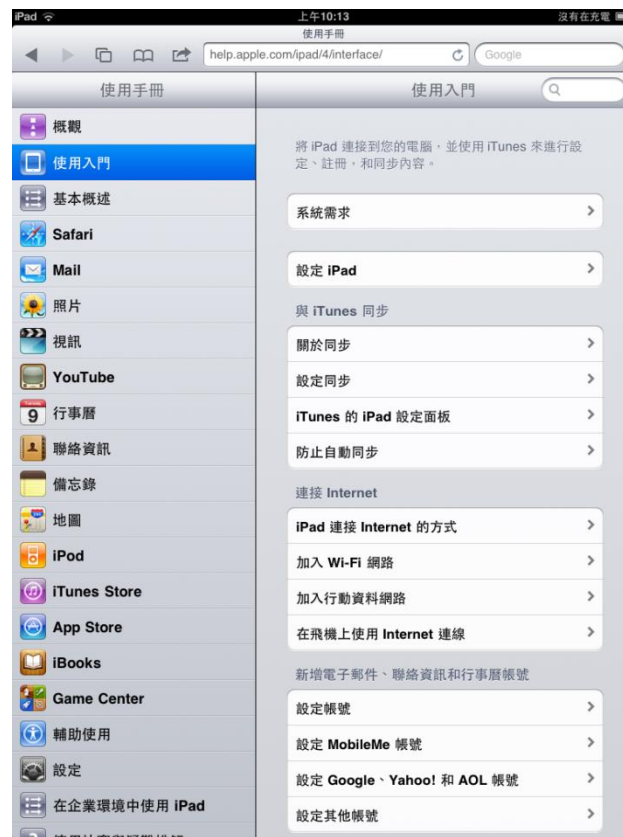 iPad 上午10:13 沒有在充電
使用手冊
help.apple.com/ipad/4/interface/ Google
使用手冊
概觀
使用入門
基本概述
Safari
Mail
照片
視訊
YouTube
9 行事曆
聯絡資訊
備忘錄
地圖
iPod
iTunes Store
App Store
iBooks
Game Center
輔助使用
設定
在企業環境中使用 iPad
使用入門
將 iPad 連接到您的電腦，並使用 iTunes 來進行設
定、註冊，和同步內容。
系統需求
設定 iPad
與 iTunes 同步
關於同步
設定同步
iTunes 的 iPad 設定面板
防止自動同步
連接 Internet
iPad 連接 Internet 的方式
加入 Wi-Fi 網路
加入行動資料網路
在飛機上使用 Internet 連線
新增電子郵件、聯絡資訊和行事曆帳號
設定帳號
設定 MobileMe 帳號
設定 Google、Yahoo! 和 AOL 帳號
設定其他帳號